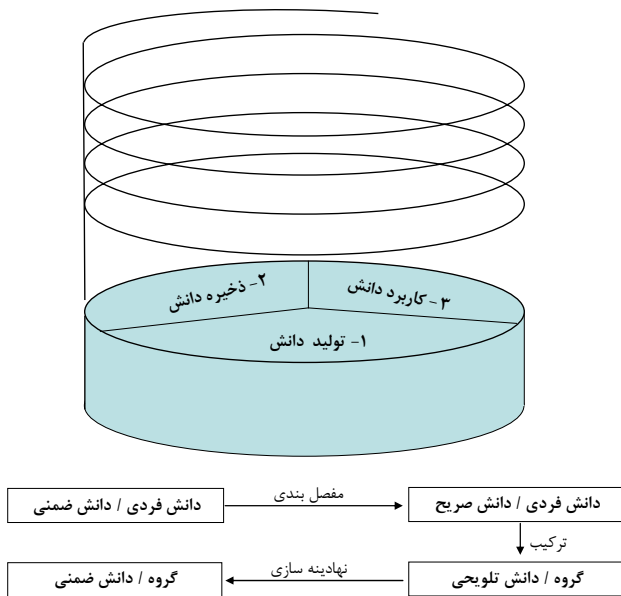 ۲- ذخیره دانش
۳- کاربرد دانش
۱- تولید دانش
دانش فردی / دانش ضمنی
مفصل بندی
دانش فردی / دانش صریح
ترکیب
گروه / دانش تلویحی
نهادینه سازی
گروه / دانش ضمنی